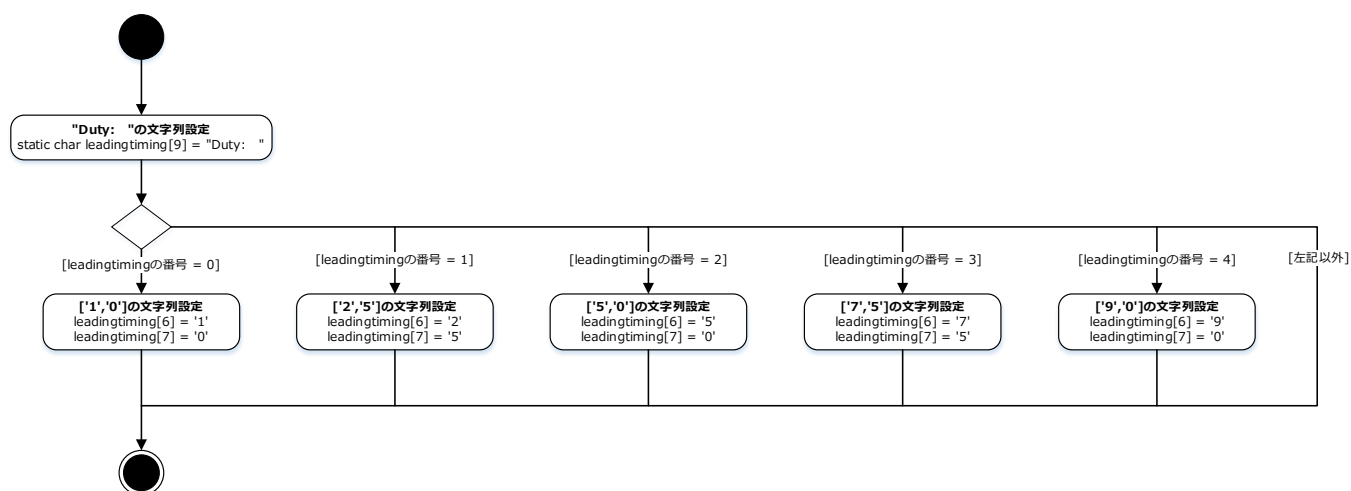 "Duty:   "の文字列設定
static char leadingtiming[9] = "Duty:   "
[leadingtimingの番号 = 0]
[leadingtimingの番号 = 1]
[leadingtimingの番号 = 2]
[leadingtimingの番号 = 3]
[leadingtimingの番号 = 4]
[左記以外]
['1','0']の文字列設定
leadingtiming[6] = '1'
leadingtiming[7] = '0'
['2','5']の文字列設定
leadingtiming[6] = '2'
leadingtiming[7] = '5'
['5','0']の文字列設定
leadingtiming[6] = '5'
leadingtiming[7] = '0'
['7','5']の文字列設定
leadingtiming[6] = '7'
leadingtiming[7] = '5'
['9','0']の文字列設定
leadingtiming[6] = '9'
leadingtiming[7] = '0'